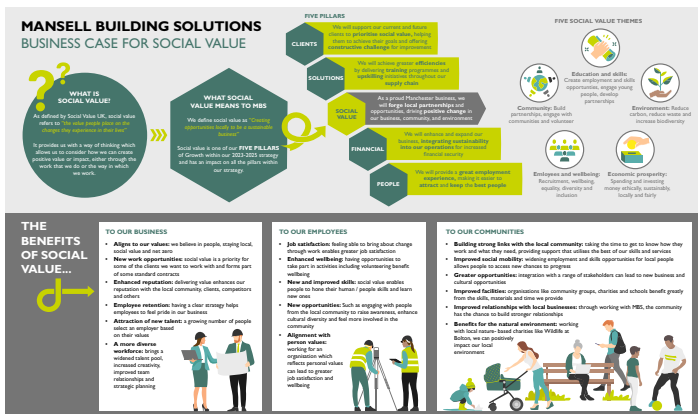 MANSELL BUILDING SOLUTIONS
BUSINESS CASE FOR SOCIAL VALUE
??
WHAT IS
SOCIAL VALUE?
As defined by Social Value UK, social value
refers to "the value people place on the
changes they experience in their lives"
It provides us with a way of thinking which
allows us to consider how we can create
positive value or impact, either through
the work that we do or the way in which
we work.
WHAT SOCIAL
VALUE MEANS TO MBS
We define social value as "Creating
opportunities locally to be a sustainable
business"
Social value is one of our FIVE PILLARS
of Growth within our 2023-2025 strategy
and has an impact on all the pillars within
our strategy.
FIVE PILLARS
CLIENTS
We will support our current and future
clients to prioritise social value, helping
them to achieve their goals and offering
constructive challenge for improvement
SOLUTIONS
We will achieve greater efficiencies
by delivering training programmes and
upskilling initiatives throughout our
supply chain
SOCIAL
VALUE
As a proud Manchester business, we
will forge local partnerships and
opportunities, driving positive change in
our business, community and environment
FINANCIAL
We will enhance and expand our
business, integrating sustainability
into our operations for increased
financial security
PEOPLE
We will provide a great employment
experience, making it easier to
attract and keep the best people
FIVE SOCIAL VALUE THEMES
Education and skills:
Create employment and skills
opportunities, engage young
people, develop
partnerships
Community: Build
partnerships, engage with
communities and volunteer
Environment: Reduce
carbon, reduce waste and
increase biodiversity
Employees and wellbeing:
Recruitment, wellbeing,
equality, diversity and
inclusion
Economic prosperity:
Spending and investing
money ethically, sustainably,
locally and fairly
THE
BENEFITS
OF SOCIAL
VALUE...
TO OUR BUSINESS
• Aligns to our values: we believe in people, staying local,
social value and net zero
• New work opportunities: social value is a priority for
some of the clients we want to work with and forms part
of some standard contracts
• Enhanced reputation: delivering value enhances our
reputation with the local community, clients, competitors
and others
• Employee retention: having a clear strategy helps
employees to feel pride in our business
• Attraction of new talent: a growing number of people
select an employer based
on their values
• A more diverse
workforce: brings a
widened talent pool,
increased creativity,
improved team
relationships and
strategic planning
TO OUR EMPLOYEES
• Job satisfaction: feeling able to bring about change
through work enables greater job satisfaction
• Enhanced wellbeing: having opportunities to
take part in activities including volunteering benefit
wellbeing
• New and improved skills: social value enables
people to hone their human / people skills and learn
new ones
• New opportunities: Such as engaging with people
from the local community to raise awareness, enhance
cultural diversity and feel more involved in the
community
• Alignment with
person values:
working for an
organisation which
reflects personal values
can lead to greater
job satisfaction and
wellbeing
TO OUR COMMUNITIES
• Building strong links with the local community: taking the time to get to know how they
work and what they need, providing support that utilises the best of our skills and services
• Improved social mobility: widening employment and skills opportunities for local people
allows people to access new chances to progress
• Greater opportunities: integration with a range of stakeholders can lead to new business and
cultural opportunities
• Improved facilities: organisations like community groups, charities and schools benefit greatly
from the skills, materials and time we provide
• Improved relationships with local businesses: through working with MBS, the community
has the chance to build stronger relationships
• Benefits for the natural environment: working
with local nature- based charities like Wildlife at
Bolton, we can positively
impact our local
environment